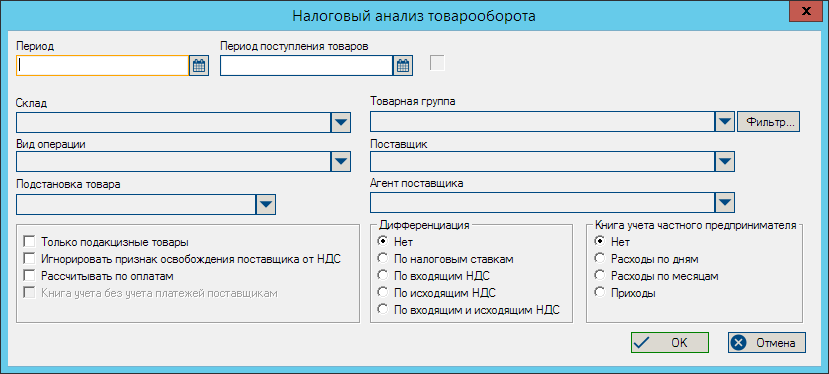 Налоговый анализ товарооборота
x
Период
Период поступления товаров
Склад
Товарная группа
Фильтр...
Вид операции
Поставщик
Подстановка товара
Агент поставщика
Только подакцизные товары
Игнорировать признак освобождения поставщика от НДС
Рассчитывать по оплатам
Книга учета без учета платежей поставщикам
Дифференциация
Нет
По налоговым ставкам
По входящим НДС
По исходящим НДС
По входящим и исходящим НДС
Книга учета частного предпринимателя
Нет
Расходы по дням
Расходы по месяцам
Приходы
OK
Отмена